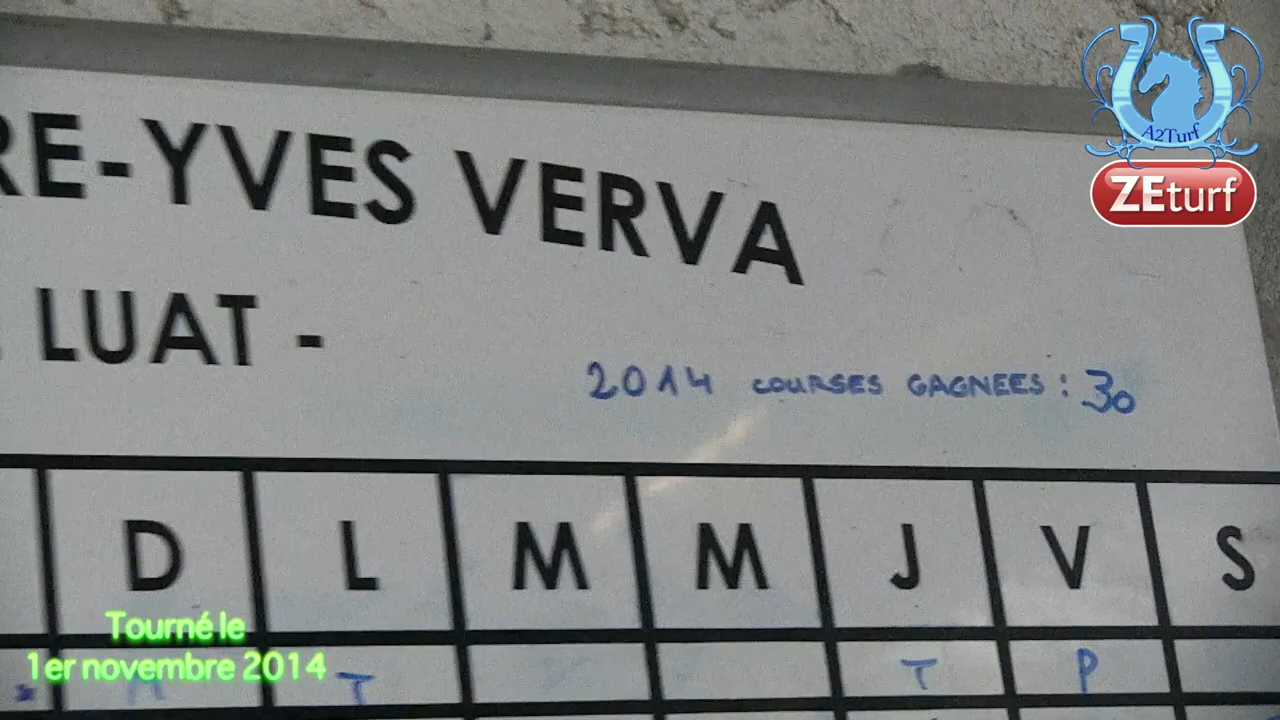 RE-YVES VERVA
LUAT -
2014 COURSES GAGNEES : 30
D L M M J V S
T T P
A2Turf
ZEturf
Tourné le
1er novembre 2014